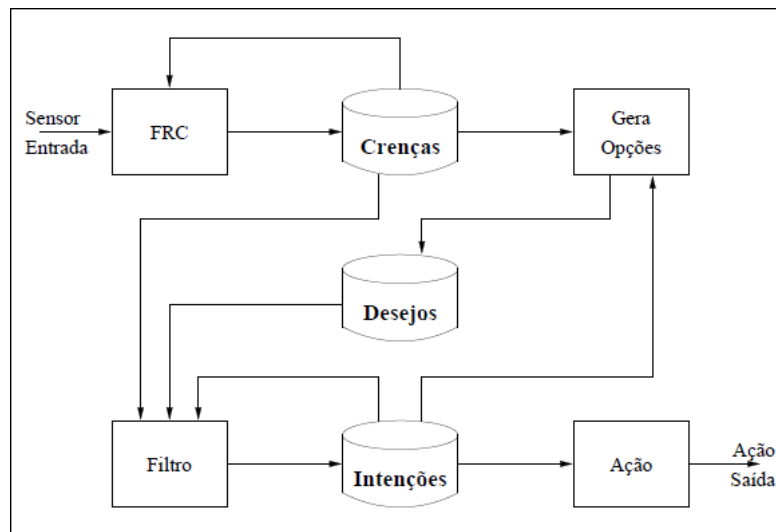 Sensor
Entrada
FRC
Crenças
Gera
Opções
Desejos
Filtro
Intenções
Ação
Ação
Saída